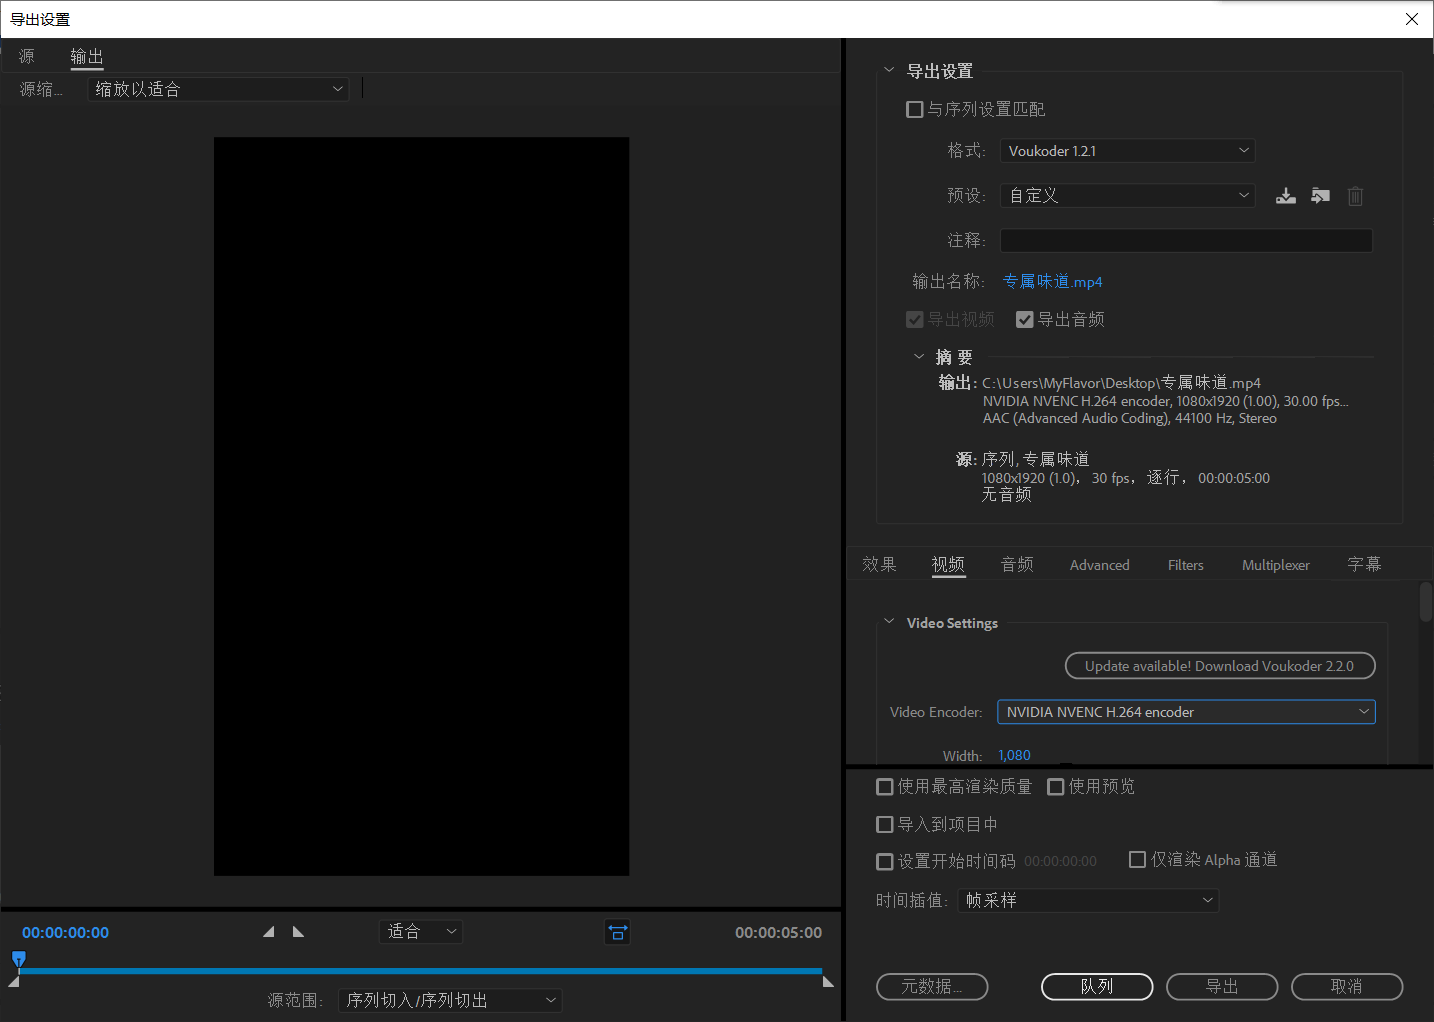 导出设置
源 输出
源缩... 缩放以适合
导出设置
与序列设置匹配
格式: Voukoder 1.2.1
预设: 自定义
注释:
输出名称: 专属味道.mp4
导出视频 导出音频
摘要
输出: C:\Users\MyFlavor\Desktop\专属味道.mp4
NVIDIA NVENC H.264 encoder, 1080x1920 (1.00), 30.00 fps...
AAC (Advanced Audio Coding), 44100 Hz, Stereo
源: 序列, 专属味道
1080x1920 (1.0)， 30 fps， 逐行， 00:00:05:00
无音频
效果 视频 音频 Advanced Filters Multiplexer 字幕
Video Settings
Update available! Download Voukoder 2.2.0
Video Encoder: NVIDIA NVENC H.264 encoder
Width: 1,080
使用最高渲染质量 使用预览
导入到项目中
设置开始时间码 00:00:00:00 仅渲染 Alpha 通道
时间插值: 帧采样
00:00:00:00 适合 00:00:05:00
源范围: 序列切入/序列切出
元数据... 队列 导出 取消